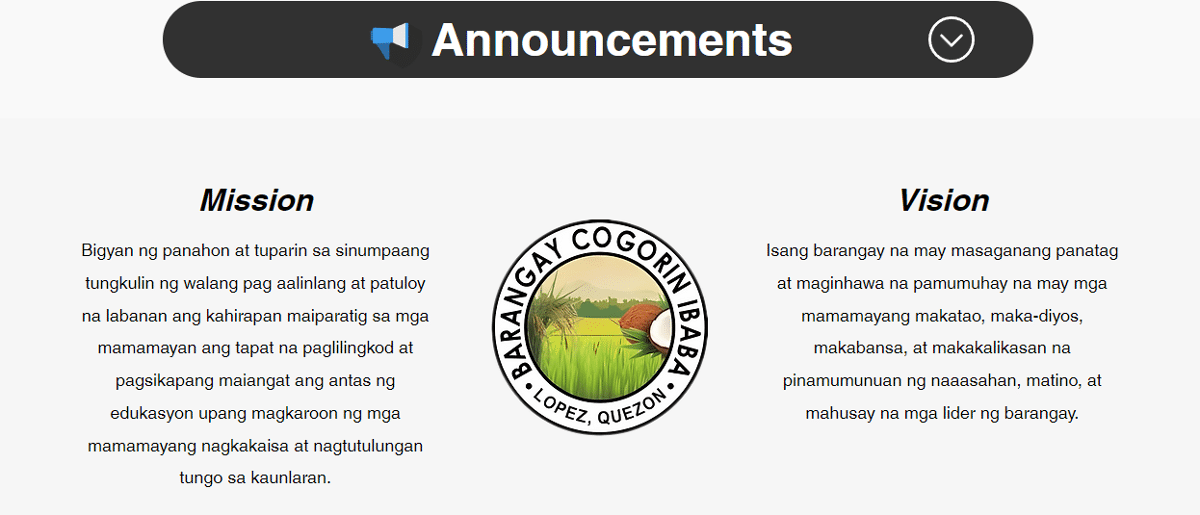 Announcements
Mission
Bigyan ng panahon at tuparin sa sinumpaang
tungkulin ng walang pag aalinlang at patuloy
na labanan ang kahirapan maiparatig sa mga
mamamayan ang tapat na paglilingkod at
pagsikapang maiangat ang antas ng
edukasyon upang magkaroon ng mga
mamamayang nagkakaisa at nagtutulungan
tungo sa kaunlaran.
BARANGAY COGORIN IBABA
LOPEZ, QUEZON
Vision
Isang barangay na may masaganang panatag
at maginhawa na pamumuhay na may mga
mamamayang makatao, maka-diyos,
makabansa, at makakalikasan na
pinamumunuan ng naaasahan, matino, at
mahusay na mga lider ng barangay.